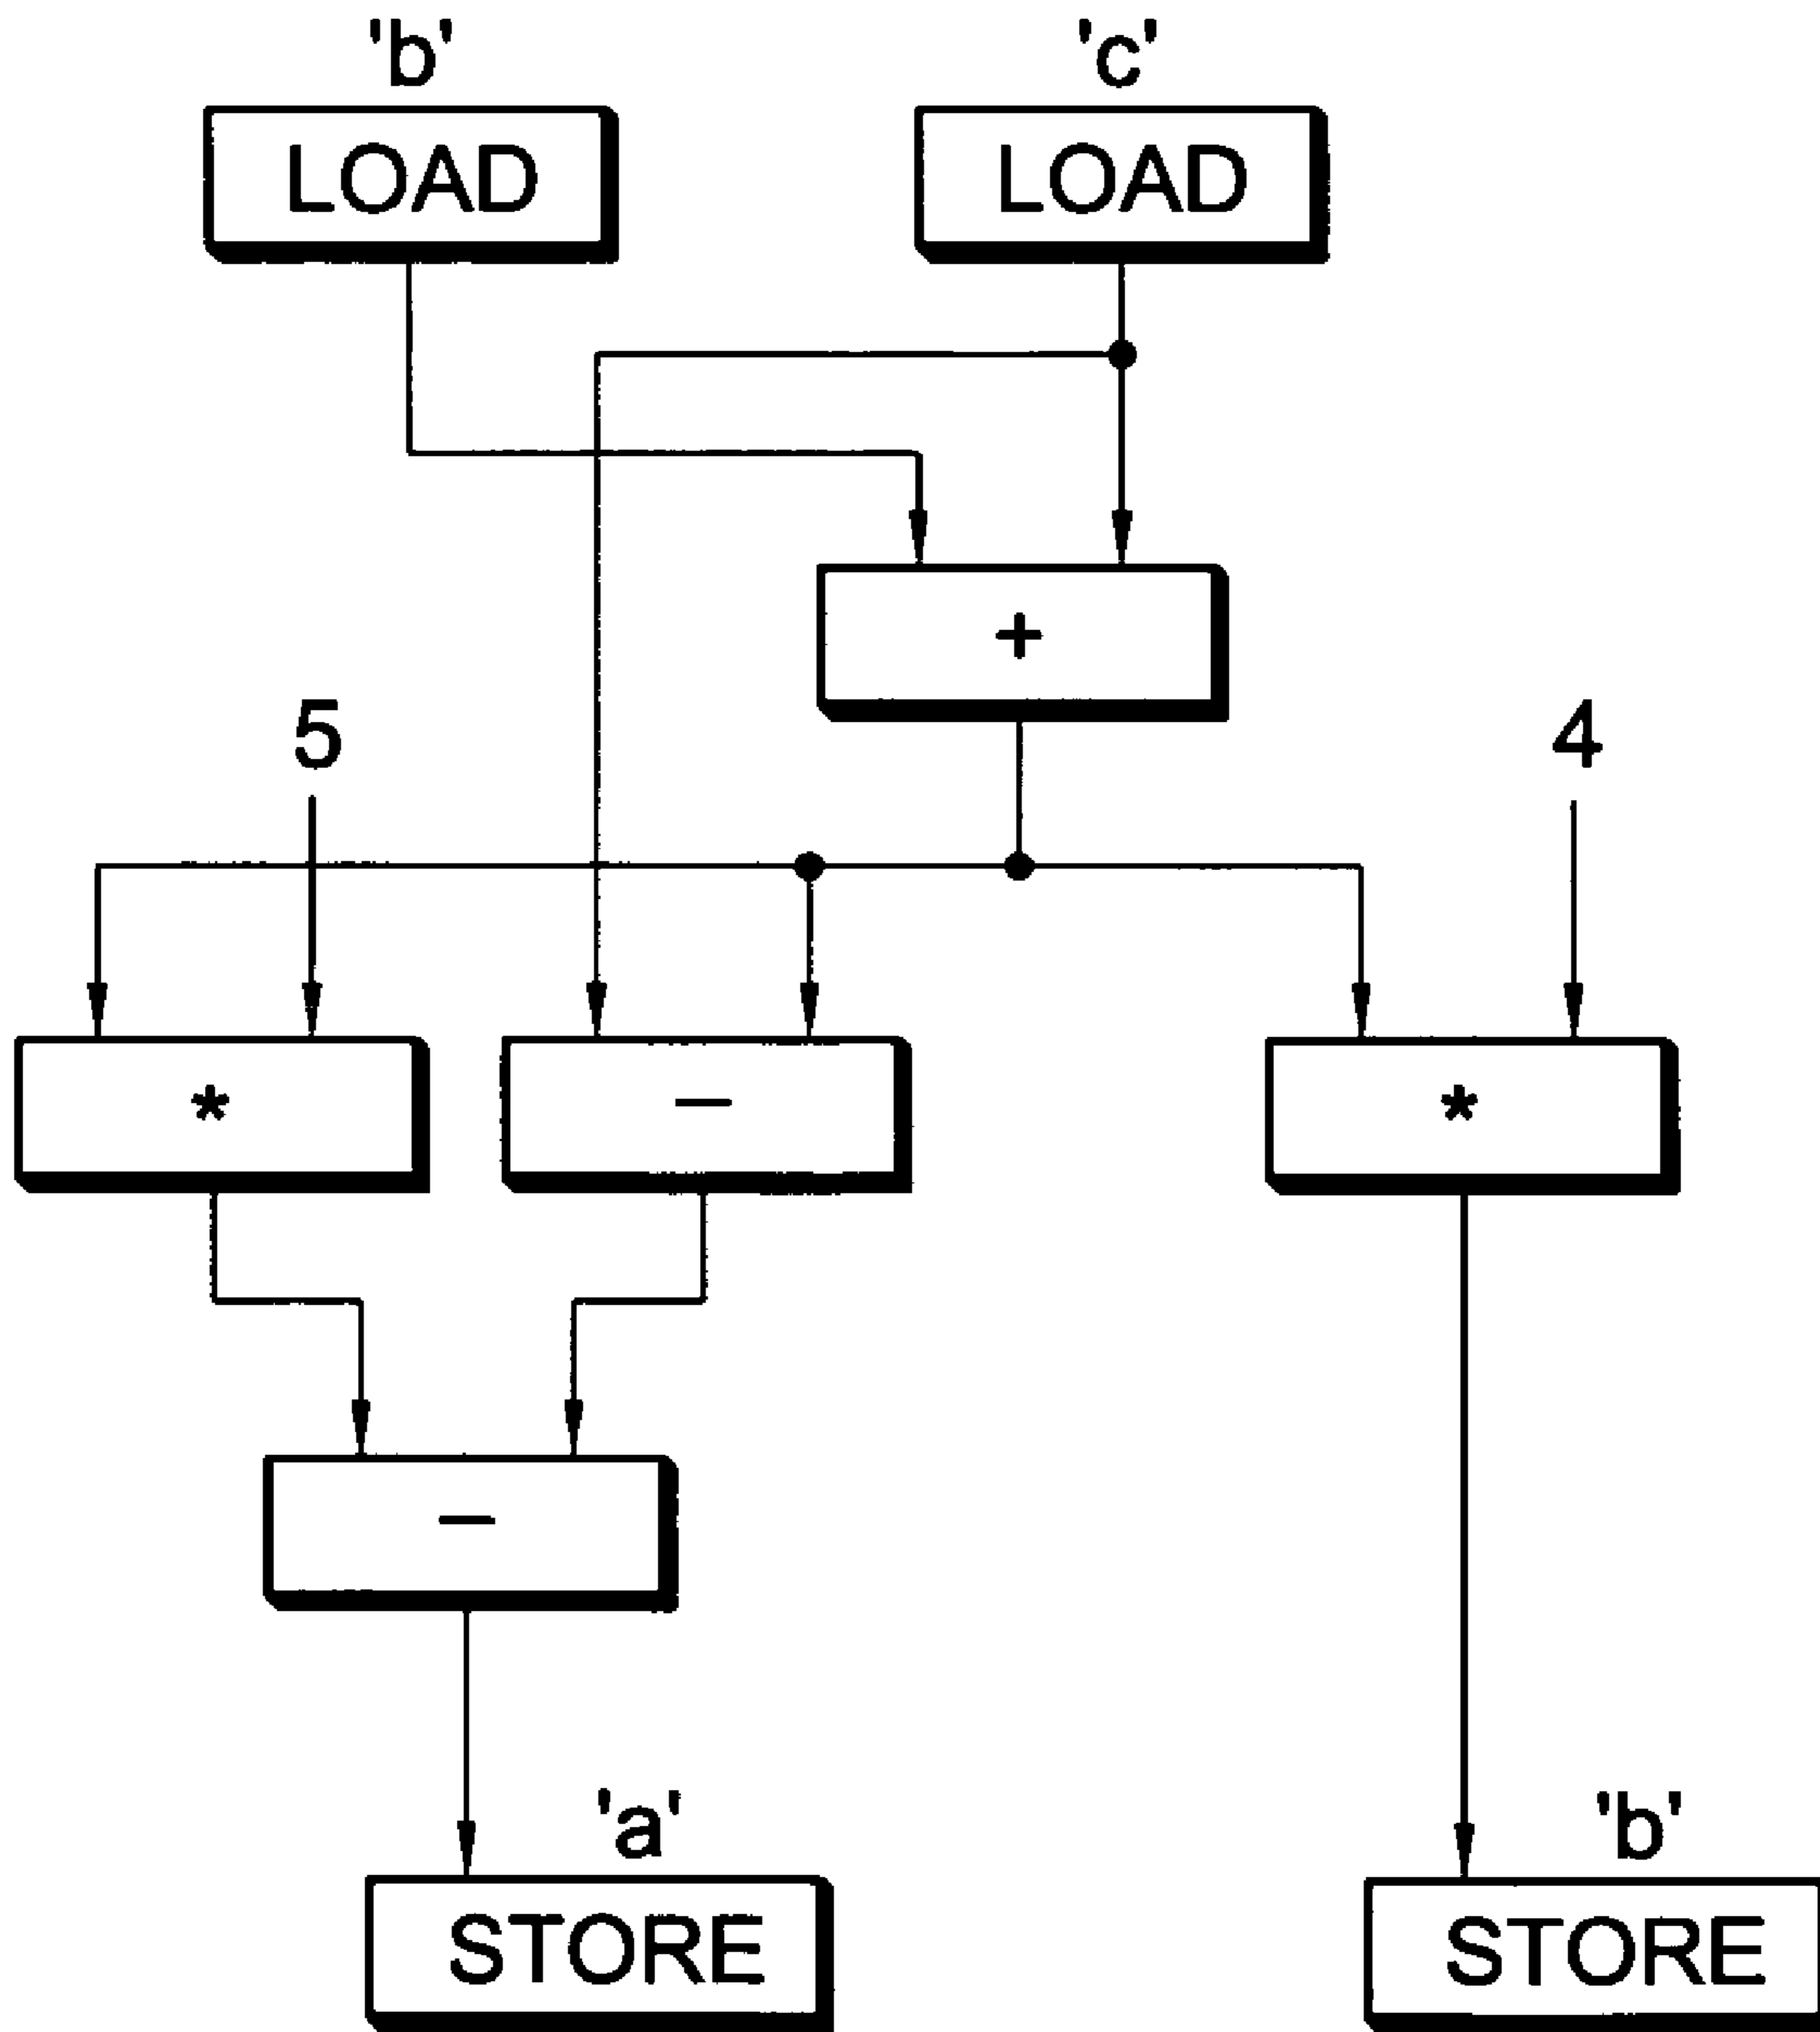 'b' 'c'
LOAD LOAD
+
5 4
* − *
−
'a' 'b'
STORE STORE